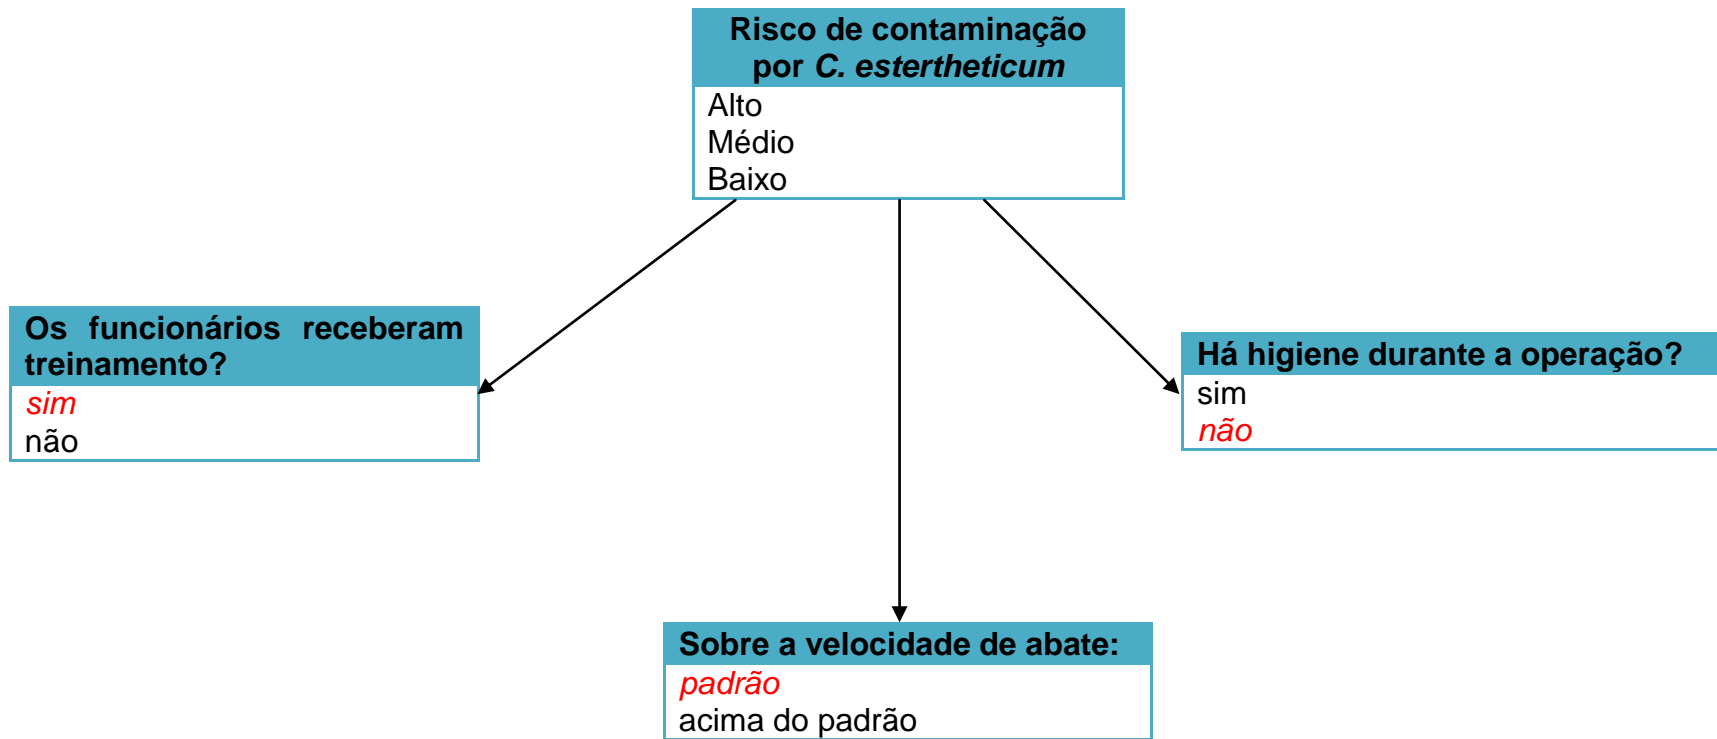 Risco de contaminação
por C. estertheticum
Alto
Médio
Baixo
Os funcionários receberam
treinamento?
sim
não
Há higiene durante a operação?
sim
não
Sobre a velocidade de abate:
padrão
acima do padrão